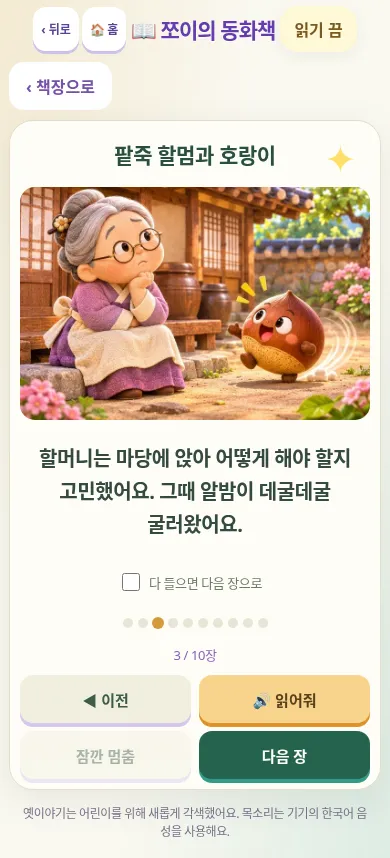 ‹ 뒤로 🏠 홈 📖 쪼이의 동화책 읽기 끔
‹ 책장으로
팥죽 할멈과 호랑이
할머니는 마당에 앉아 어떻게 해야 할지
고민했어요. 그때 알밤이 데굴데굴
굴러왔어요.
다 들으면 다음 장으로
3 / 10장
◀ 이전
🔊 읽어줘
잠깐 멈춤
다음 장
옛이야기는 어린이를 위해 새롭게 각색했어요. 목소리는 기기의 한국어 음
성을 사용해요.